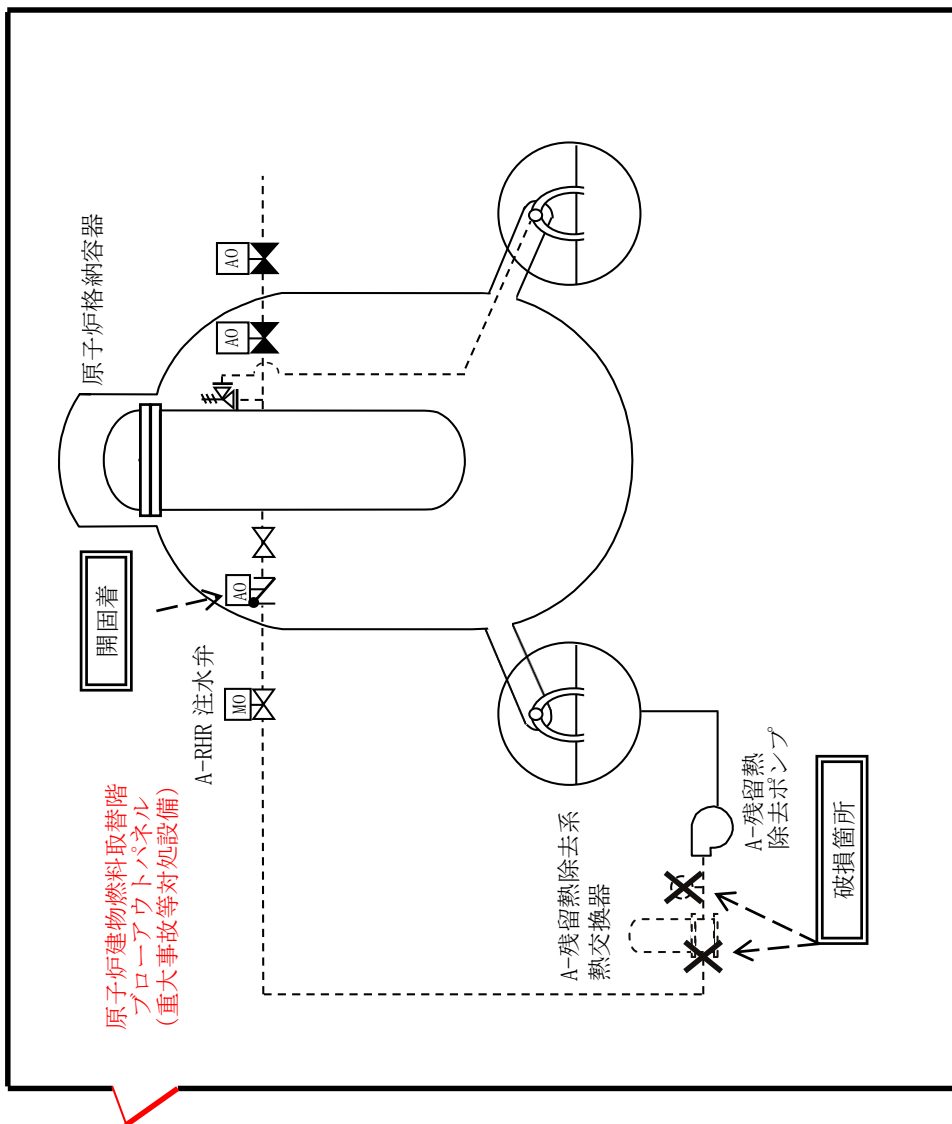 原子炉格納容器
AO
AO
開固着
AO
A-RHR 注水弁
MO
原子炉建物燃料取替階
ブローアウトパネル
(重大事故等対処設備)
A-残留熱除去系
熱交換器
A-残留熱
除去ポンプ
破損箇所